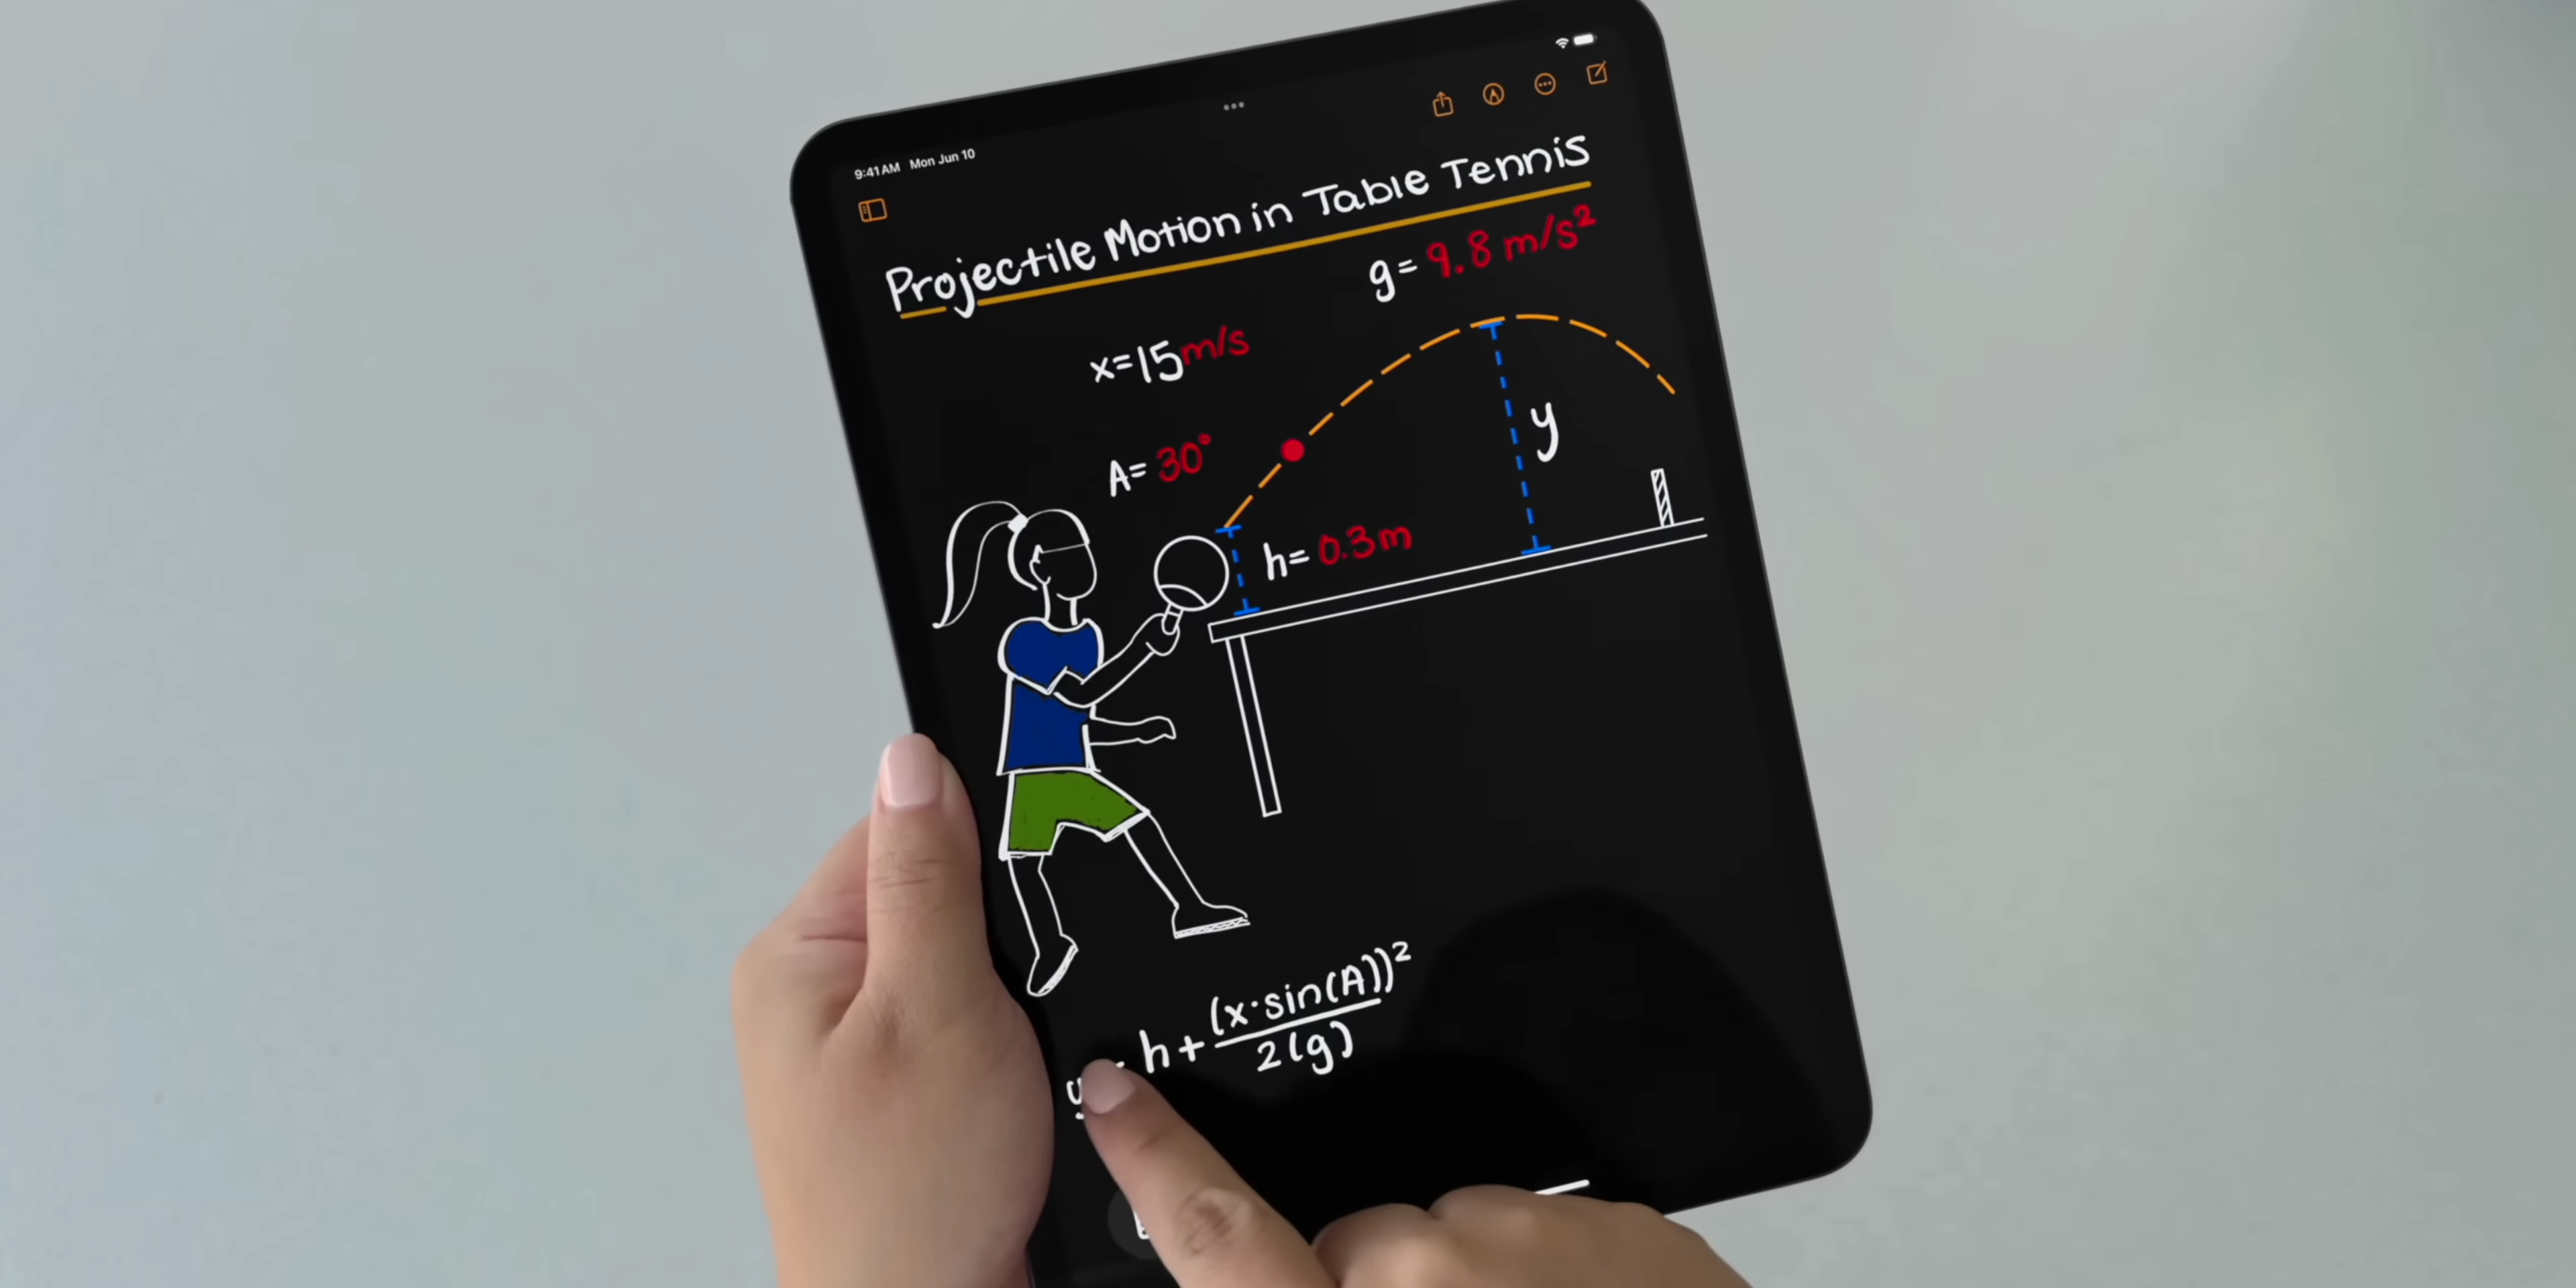 9:41 AM Mon Jun 10
Projectile Motion in Table Tennis
g= 9.8 m/s²
x=15m/s
A= 30°
y
h= 0.3m
y = h + (x·sin(A))²
2(g)